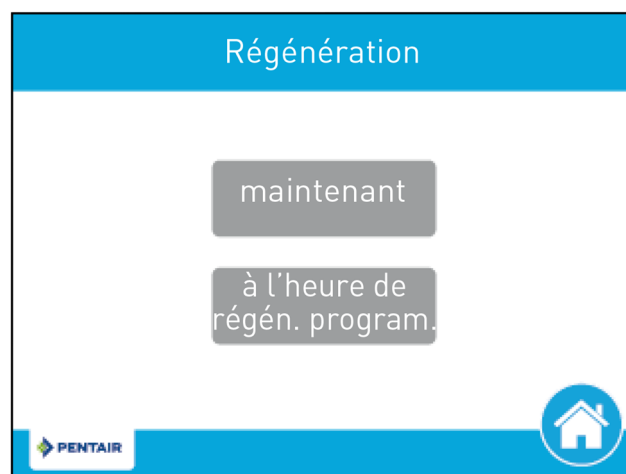 Régénération
maintenant
à l'heure de
régén. program.
PENTAIR